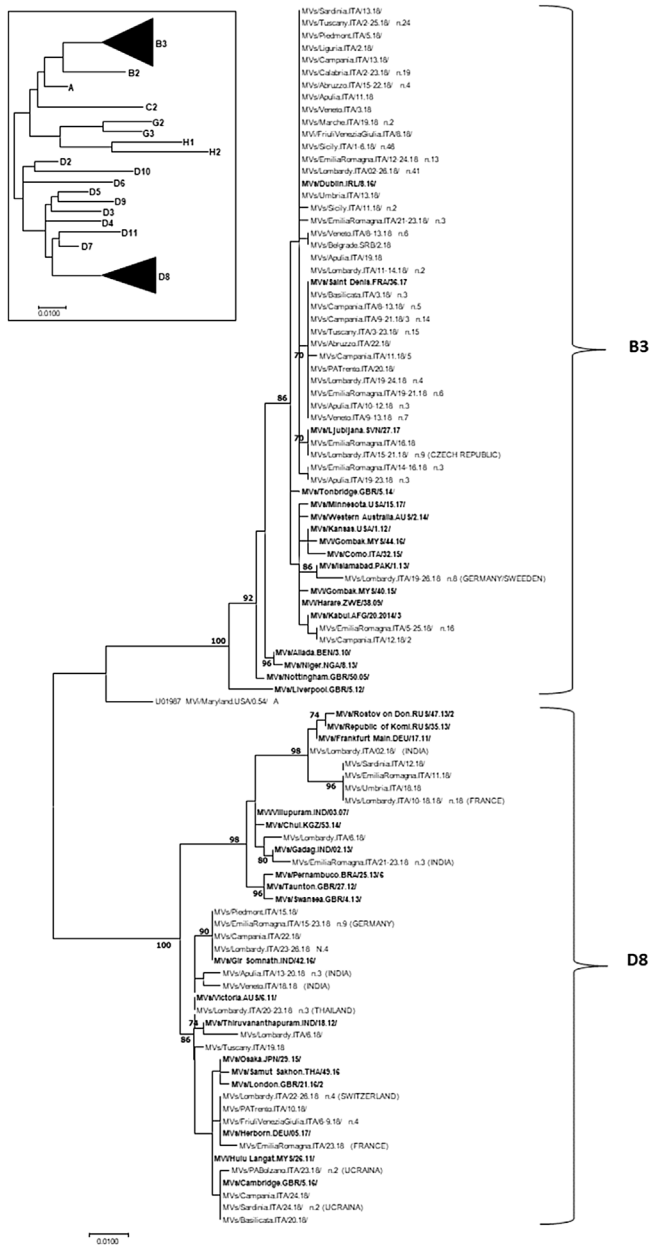 B3
B2
A
C2
G2
G3
H1
H2
D2
D10
D6
D5
D9
D3
D4
D11
D7
D8
0.0100
MVs/Sardinia.ITA/13.18/
MVs/Tuscany.ITA/2-25.18/ n.24
MVs/Piedmont.ITA/5.18/
MVs/Liguria.ITA/2.18/
MVs/Campania.ITA/13.18/
MVs/Calabria.ITA/2-23.18/ n.19
MVs/Abruzzo.ITA/15-22.18/ n.4
MVs/Apulia.ITA/11.18
MVs/Veneto.ITA/3.18/
MVs/Marche.ITA/19.18 n.2
MVi/FriuliVeneziaGiulia.ITA/8.18/
MVs/Sicily.ITA/1-6.18/ n.46
MVs/EmiliaRomagna.ITA/12-24.18 n.13
MVs/Lombardy.ITA/02-26.18/ n.41
MVs/Dublin.IRL/8.16/
MVs/Umbria.ITA/13.18/
MVs/Sicily.ITA/11.18/ n.2
MVs/EmiliaRomagna.ITA/21-23.18/ n.3
MVs/Veneto.ITA/8-13.18 n.6
MVs/Belgrade.SRB/2.18
MVs/Apulia.ITA/19.18
MVs/Lombardy.ITA/11-14.18/ n.2
MVs/Saint Denis.FRA/36.17
MVs/Basilicata.ITA/3.18/ n.3
MVs/Campania.ITA/8-13.18/ n.5
MVs/Campania.ITA/9-21.18/3 n.14
MVs/Tuscany.ITA/3-23.18/ n.15
MVs/Abruzzo.ITA/22.18/
70
MVs/Campania.ITA/11.18/5
MVs/PATrento.ITA/20.18/
MVs/Lombardy.ITA/19-24.18 n.4
MVs/EmiliaRomagna.ITA/19-21.18 n.6
MVs/Apulia.ITA/10-12.18 n.3
MVs/Veneto.ITA/9-13.18 n.7
86
MVs/Ljubljana.SVN/27.17
70
MVs/EmiliaRomagna.ITA/16.18
MVs/Lombardy.ITA/15-21.18/ n.9 (CZECH REPUBLIC)
MVs/EmiliaRomagna.ITA/14-16.18 n.3
MVs/Apulia.ITA/19-23.18 n.3
MVs/Tonbridge.GBR/5.14/
MVs/Minnesota.USA/15.17/
MVs/Western Australia.AUS/2.14/
MVs/Kansas.USA/1.12/
MVi/Gombak.MYS/44.16/
MVs/Como.ITA/32.15/
86
MVs/Islamabad.PAK/1.13/
MVs/Lombardy.ITA/19-26.18 n.8 (GERMANY/SWEEDEN)
MVi/Gombak.MYS/40.15/
MVi/Harare.ZWE/38.09/
MVs/Kabul.AFG/20.2014/3
MVs/EmiliaRomagna.ITA/5-25.18/ n.16
MVs/Campania.ITA/12.18/2
92
100
MVs/Allada.BEN/3.10/
96
MVs/Niger.NGA/8.13/
MVs/Nottingham.GBR/50.05/
MVs/Liverpool.GBR/5.12/
B3
U01987 MVi/Maryland.USA/0.54/ A
74
MVs/Rostov on Don.RUS/47.13/2
MVs/Republic of Komi.RUS/35.13/
MVs/Frankfurt Main.DEU/17.11/
98
MVs/Lombardy.ITA/02.18/ (INDIA)
MVs/Sardinia.ITA/12.18/
MVs/EmiliaRomagna.ITA/11.18/
96
MVs/Umbria.ITA/18.18
MVs/Lombardy.ITA/10-18.18/ n.18 (FRANCE)
MVi/Villupuram.IND/03.07/
MVs/Chui.KGZ/53.14/
98
MVs/Lombardy.ITA/6.18/
MVs/Gadag.IND/02.13/
80
MVs/EmiliaRomagna.ITA/21-23.18 n.3 (INDIA)
MVs/Pernambuco.BRA/25.13/6
MVs/Taunton.GBR/27.12/
96
MVs/Swansea.GBR/4.13/
MVs/Piedmont.ITA/15.18/
MVs/EmiliaRomagna.ITA/15-23.18 n.9 (GERMANY)
90
MVs/Campania.ITA/22.18/
100
MVs/Lombardy.ITA/23-26.18 N.4
MVs/Gir Somnath.IND/42.16/
MVs/Apulia.ITA/13-20.18 n.3 (INDIA)
MVs/Veneto.ITA/18.18 (INDIA)
MVs/Victoria.AUS/6.11/
MVs/Lombardy.ITA/20-23.18 n.3 (THAILAND)
74
MVs/Thiruvananthapuram.IND/18.12/
MVs/Lombardy.ITA/6.18/
86
MVs/Tuscany.ITA/19.18
MVs/Osaka.JPN/29.15/
MVs/Samut Sakhon.THA/49.16
MVs/London.GBR/21.16/2
MVs/Lombardy.ITA/22-26.18 n.4 (SWITZERLAND)
MVs/PATrento.ITA/10.18/
MVs/FriuliVeneziaGiulia.ITA/6-9.18/ n.4
MVs/Herborn.DEU/05.17/
MVs/EmiliaRomagna.ITA/23.18 (FRANCE)
MVi/Hulu Langat.MYS/26.11/
MVs/PABolzano.ITA/23.18/ n.2 (UCRAINA)
MVs/Cambridge.GBR/5.16/
MVs/Campania.ITA/24.18/
MVs/Sardinia.ITA/24.18/ n.2 (UCRAINA)
MVs/Basilicata.ITA/20.18/
D8
0.0100